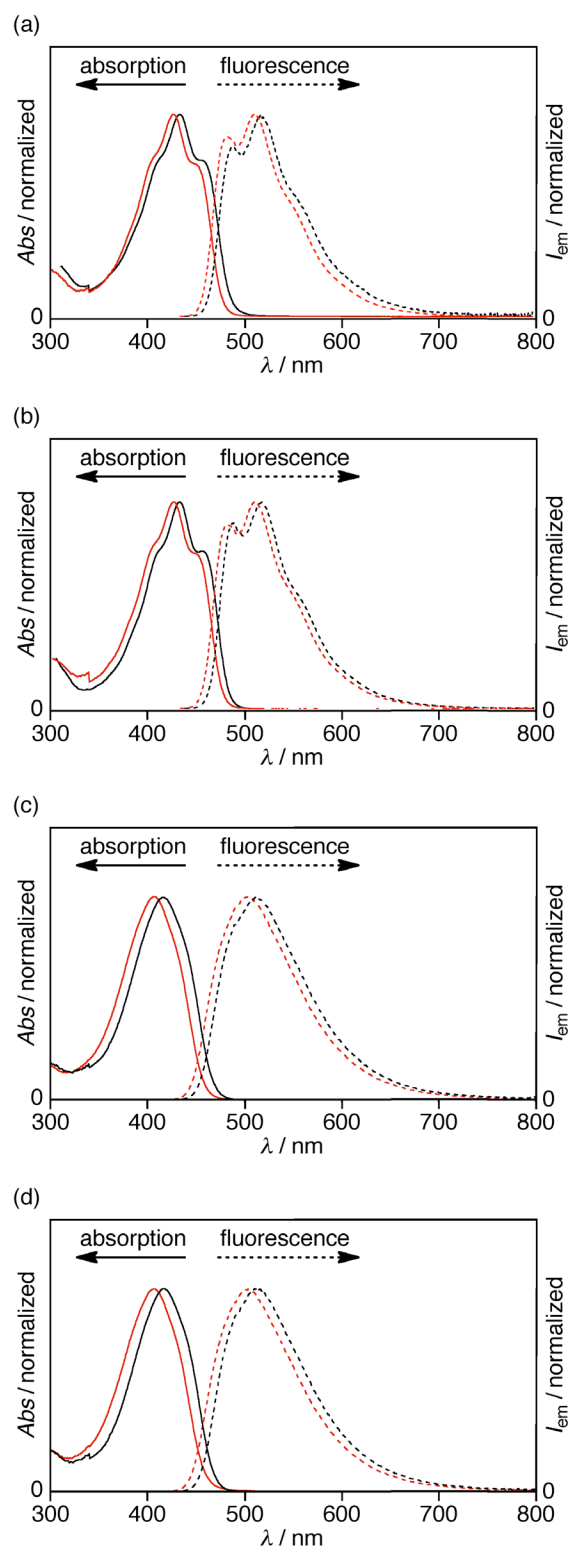 (a)
absorption fluorescence
Abs / normalized
I_em / normalized
0 0
300 400 500 600 700 800
λ / nm
(b)
absorption fluorescence
Abs / normalized
I_em / normalized
0 0
300 400 500 600 700 800
λ / nm
(c)
absorption fluorescence
Abs / normalized
I_em / normalized
0 0
300 400 500 600 700 800
λ / nm
(d)
absorption fluorescence
Abs / normalized
I_em / normalized
0 0
300 400 500 600 700 800
λ / nm